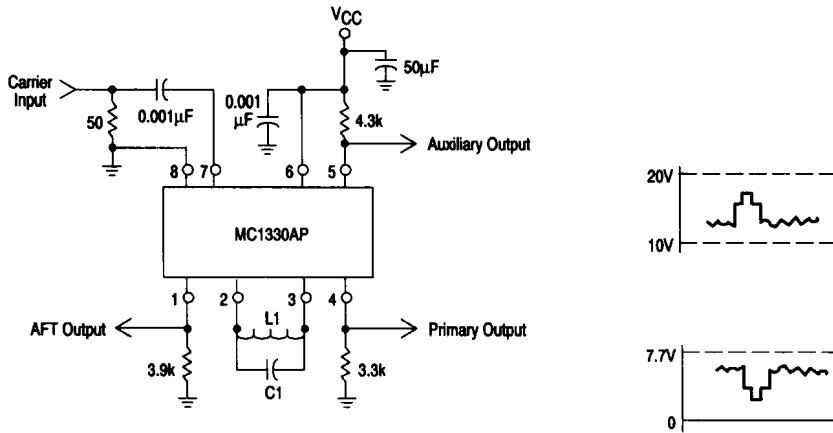 VCC
50μF
Carrier Input
0.001μF
50
0.001 μF
4.3k
Auxiliary Output
8
7
6
5
MC1330AP
1
2
3
4
L1
C1
AFT Output
3.9k
Primary Output
3.3k
20V
10V
7.7V
0